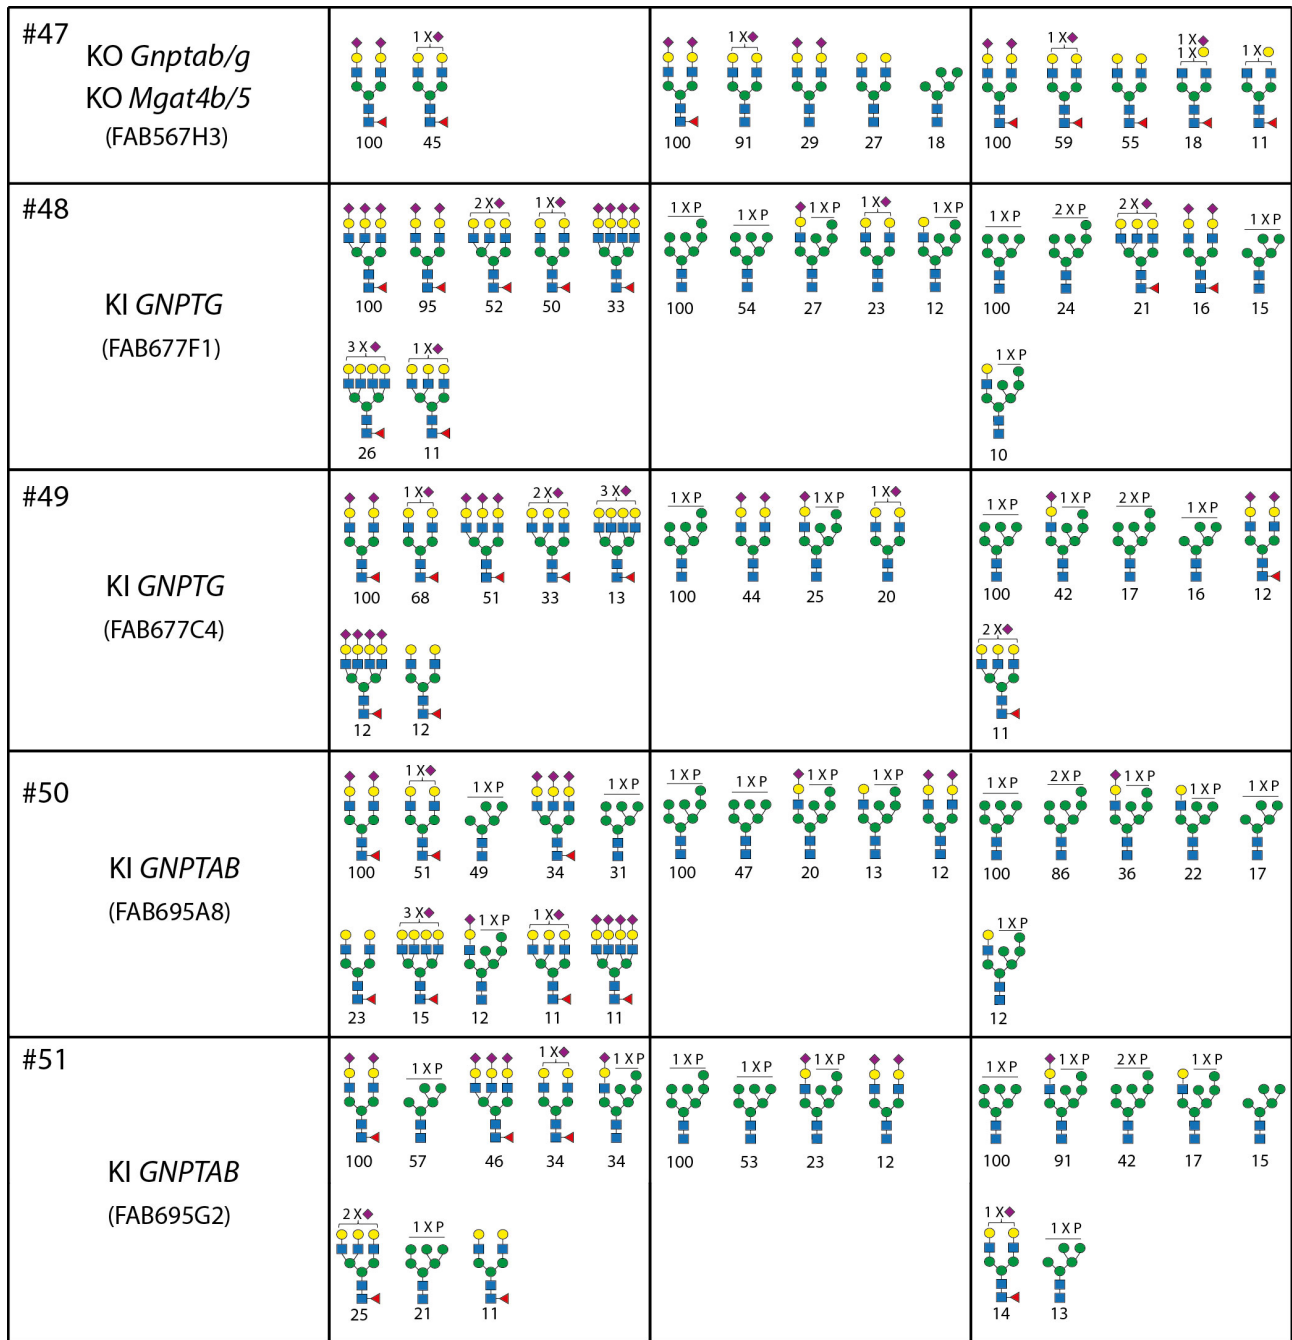 #47
KO Gnptab/g
KO Mgat4b/5
(FAB567H3)
1 X
100 45
1 X
100 91 29 27 18
1 X 1 X 1 X
1 X
100 59 55 18 11
#48
KI GNPTG
(FAB677F1)
2 X 1 X
100 95 52 50 33
3 X 1 X
26 11
1 X P 1 X P 1 X P 1 X 1 X P
100 54 27 23 12
1 X P 2 X P 2 X 1 X P
100 24 21 16 15
1 X P
10
#49
KI GNPTG
(FAB677C4)
1 X 2 X 3 X
100 68 51 33 13
12 12
1 X P 1 X P 1 X
100 44 25 20
1 X P 1 X P 2 X P 1 X P
100 42 17 16 12
2 X
11
#50
KI GNPTAB
(FAB695A8)
1 X 1 X P 1 X P
100 51 49 34 31
3 X 1 X P 1 X
23 15 12 11 11
1 X P 1 X P 1 X P 1 X P
100 47 20 13 12
1 X P 2 X P 1 X P 1 X P 1 X P
100 86 36 22 17
1 X P
12
#51
KI GNPTAB
(FAB695G2)
1 X P 1 X 1 X P
100 57 46 34 34
2 X 1 X P
25 21 11
1 X P 1 X P 1 X P
100 53 23 12
1 X P 1 X P 2 X P 1 X P
100 91 42 17 15
1 X 1 X P
14 13